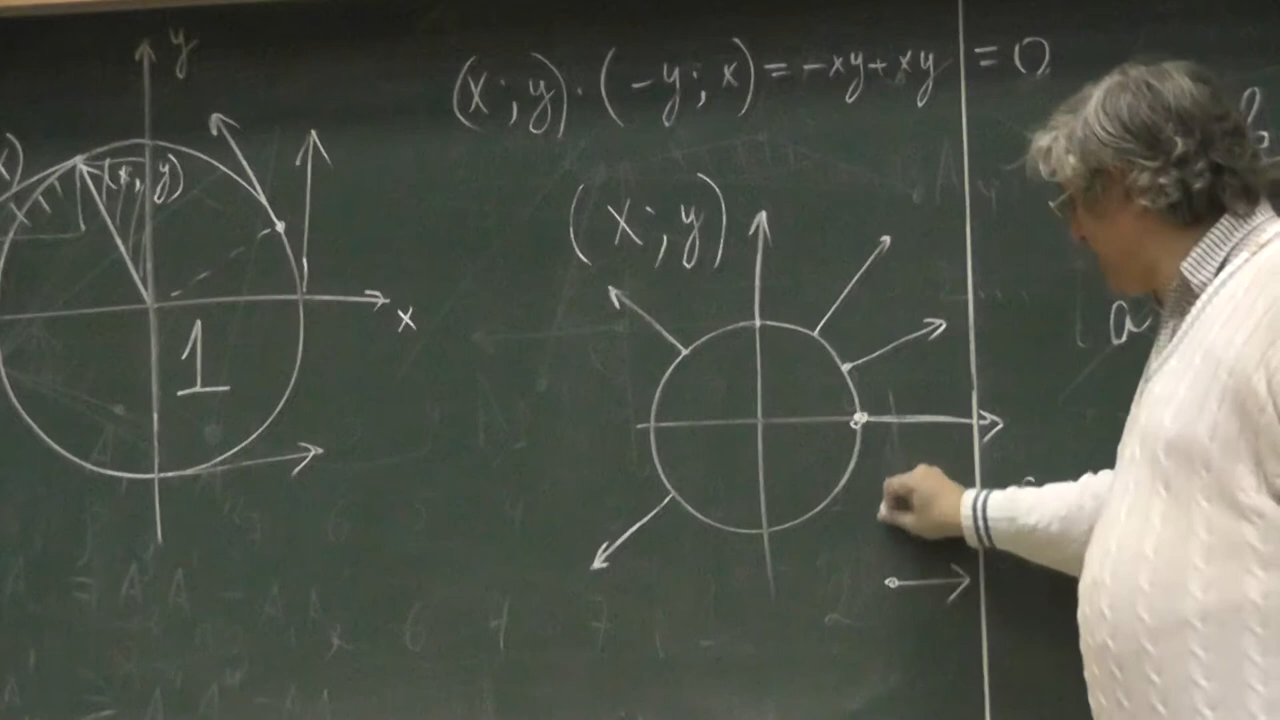 y
(x; y) · (-y; x) = -xy + xy = 0
x)
(x, y)
(x; y)
x
1
a